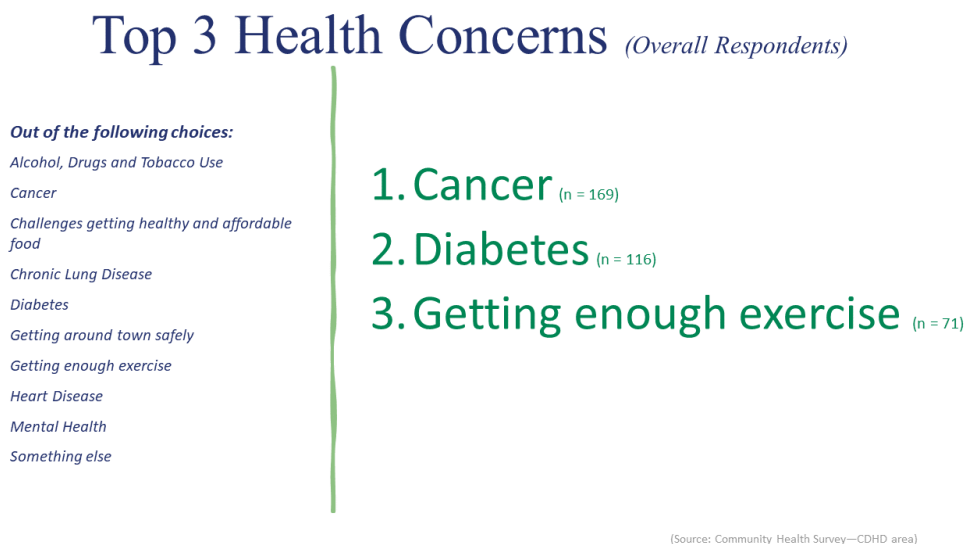 Top 3 Health Concerns (Overall Respondents)
Out of the following choices:
Alcohol, Drugs and Tobacco Use
Cancer
Challenges getting healthy and affordable
food
Chronic Lung Disease
Diabetes
Getting around town safely
Getting enough exercise
Heart Disease
Mental Health
Something else
1. Cancer (n = 169)
2. Diabetes (n = 116)
3. Getting enough exercise (n = 71)
(Source: Community Health Survey—CDHD area)